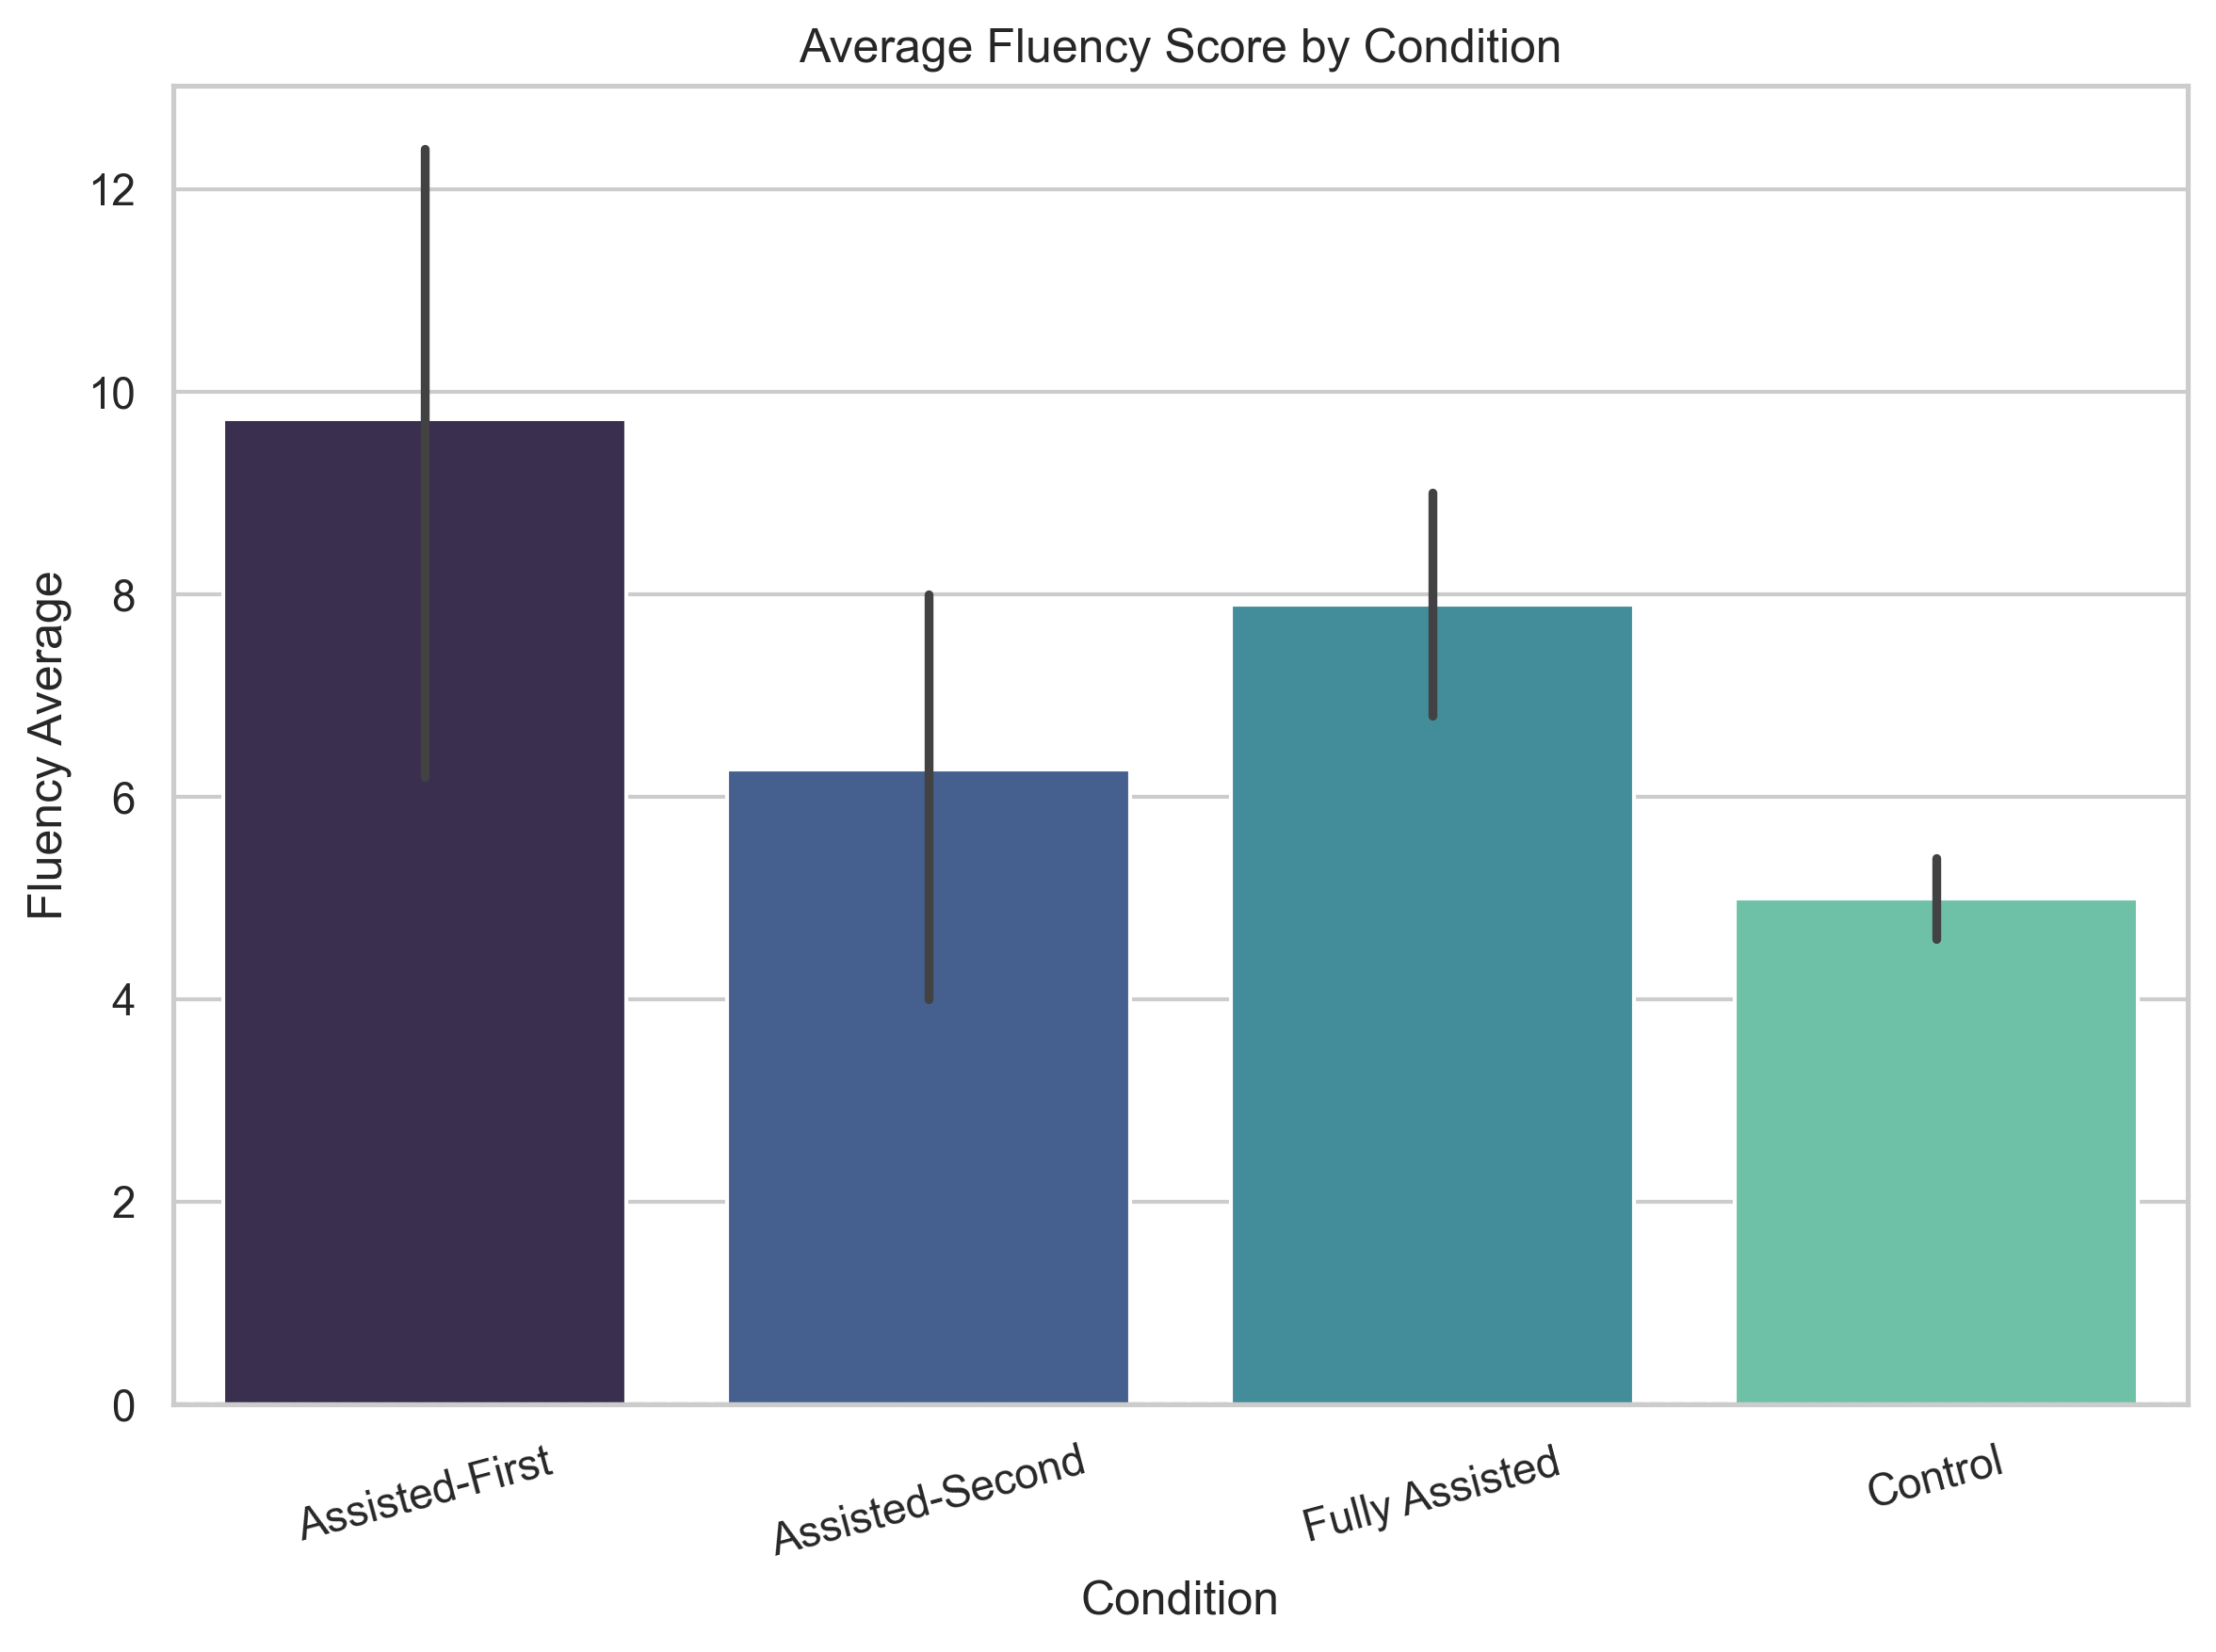 Average Fluency Score by Condition
Fluency Average
12
10
8
6
4
2
0
Assisted-First
Assisted-Second
Fully Assisted
Control
Condition